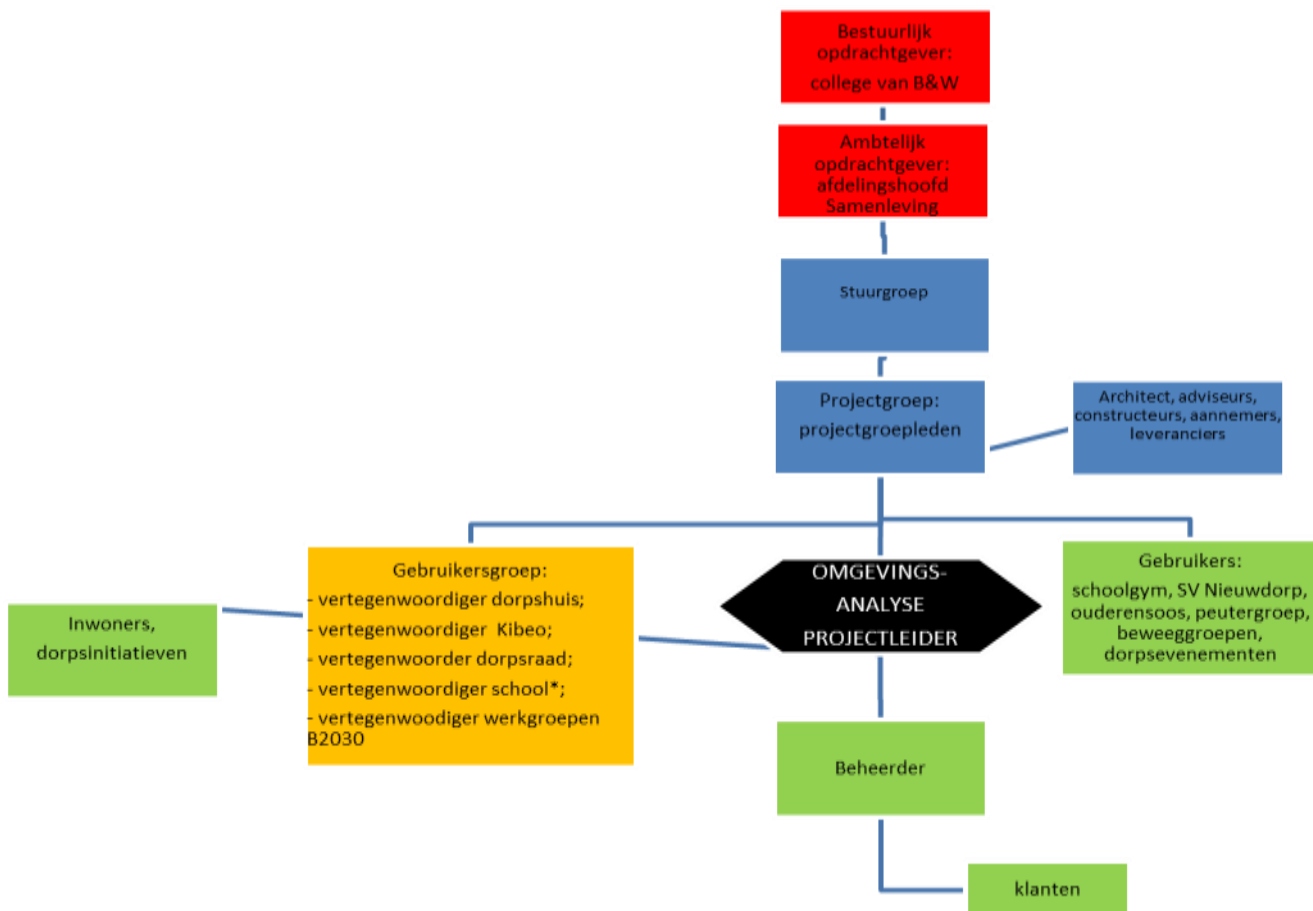 Bestuurlijk
opdrachtgever:
college van B&W
Ambtelijk
opdrachtgever:
afdelingshoofd
Samenleving
Stuurgroep
Projectgroep:
projectgroepleden
Architect, adviseurs,
constructeurs, aannemers,
leveranciers
Inwoners,
dorpsinitiatieven
Gebruikersgroep:
- vertegenwoordiger dorpshuis;
- vertegenwoordiger Kibeo;
- vertegenwoorder dorpsraad;
- vertegenwoordiger school*;
- vertegenwoodiger werkgroepen
B2030
OMGEVINGS-
ANALYSE
PROJECTLEIDER
Gebruikers:
schoolgym, SV Nieuwdorp,
ouderensoos, peutergroep,
beweeggroepen,
dorpsevenementen
Beheerder
klanten